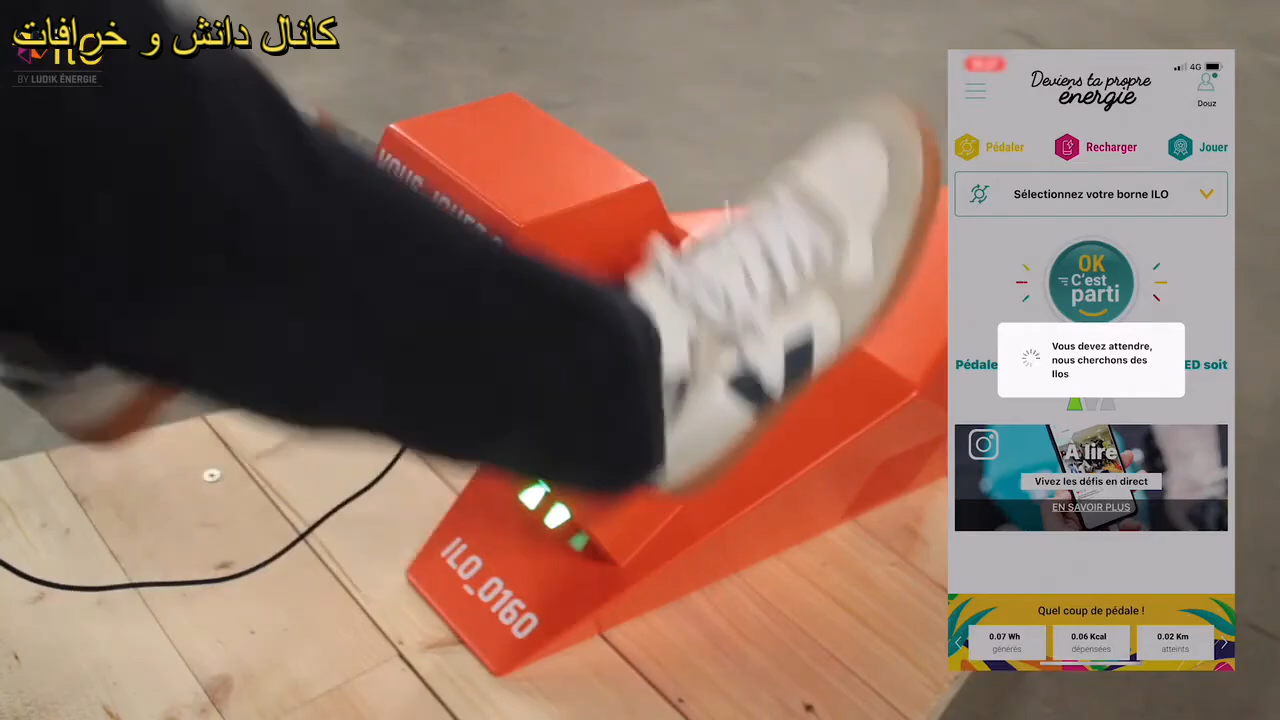 کانال دانش و خرافات
ilo
BY LUDIK ÉNERGIE
ILO_0160
4G
Deviens ta propre
énergie
Douz
Pédaler
Recharger
Jouer
Sélectionnez votre borne ILO
OK
C'est
parti
Vous devez attendre,
nous cherchons des
Ilos
Pédale
ED soit
À lire
Vivez les défis en direct
EN SAVOIR PLUS
Quel coup de pédale !
0.07 Wh
générés
0.06 Kcal
dépensées
0.02 Km
atteints